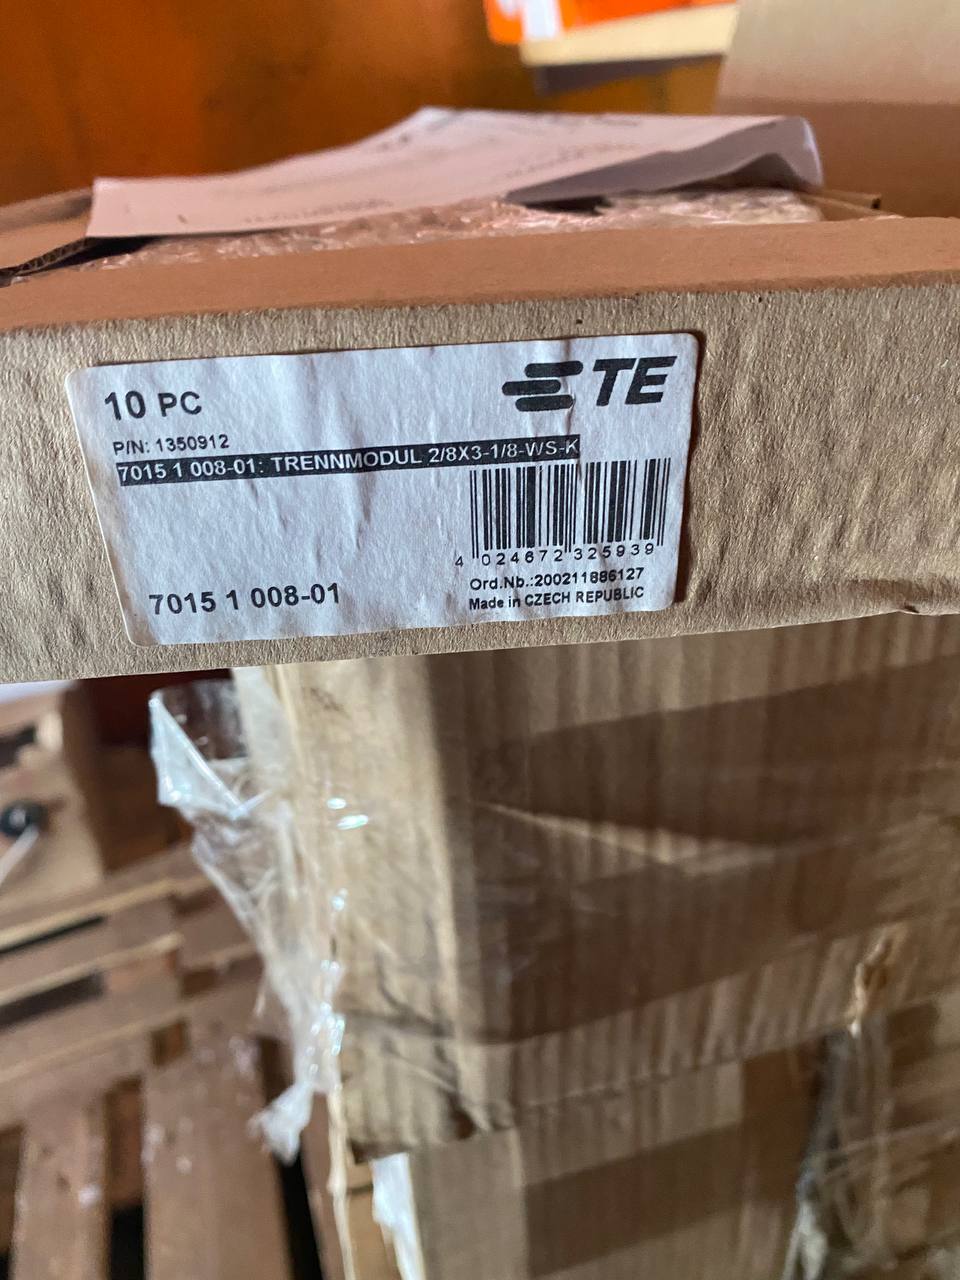 10 PC
TE
P/N: 1350912
7015 1 008-01: TRENNMODUL 2/8X3-1/8-WS-K
4 024672 325939
Ord.Nb.:200211886127
Made in CZECH REPUBLIC
7015 1 008-01